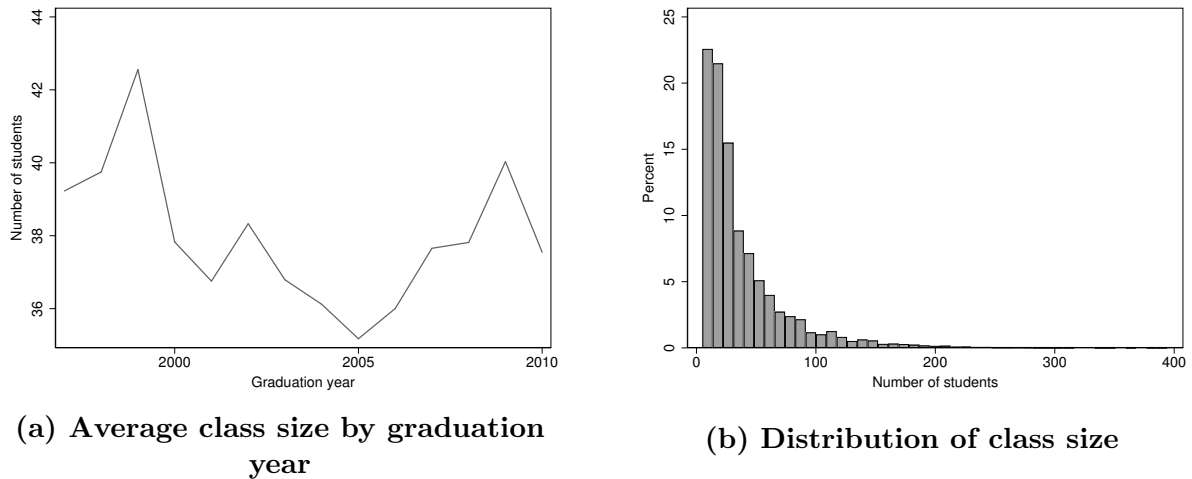 44
42
40
38
36
Number of students
2000
2005
2010
Graduation year
(a) Average class size by graduation
year
25
20
15
10
5
0
Percent
0
100
200
300
400
Number of students
(b) Distribution of class size